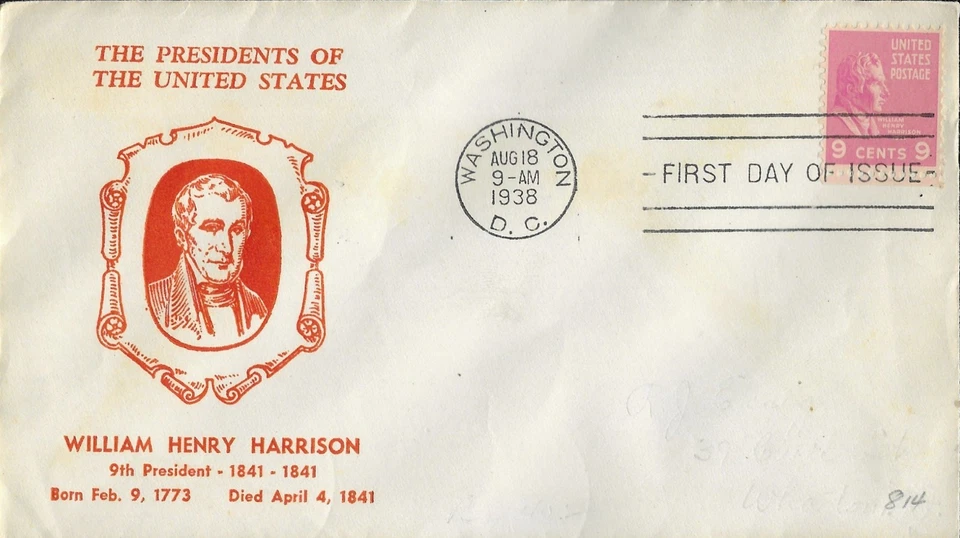 THE PRESIDENTS OF
THE UNITED STATES
WILLIAM HENRY HARRISON
9th President - 1841 - 1841
Born Feb. 9, 1773 Died April 4, 1841
WASHINGTON
AUG 18
9-AM
1938
D. C.
UNITED
STATES
POSTAGE
WILLIAM
HENRY
HARRISON
9 CENTS 9
-FIRST DAY OF ISSUE-
A J
37
814